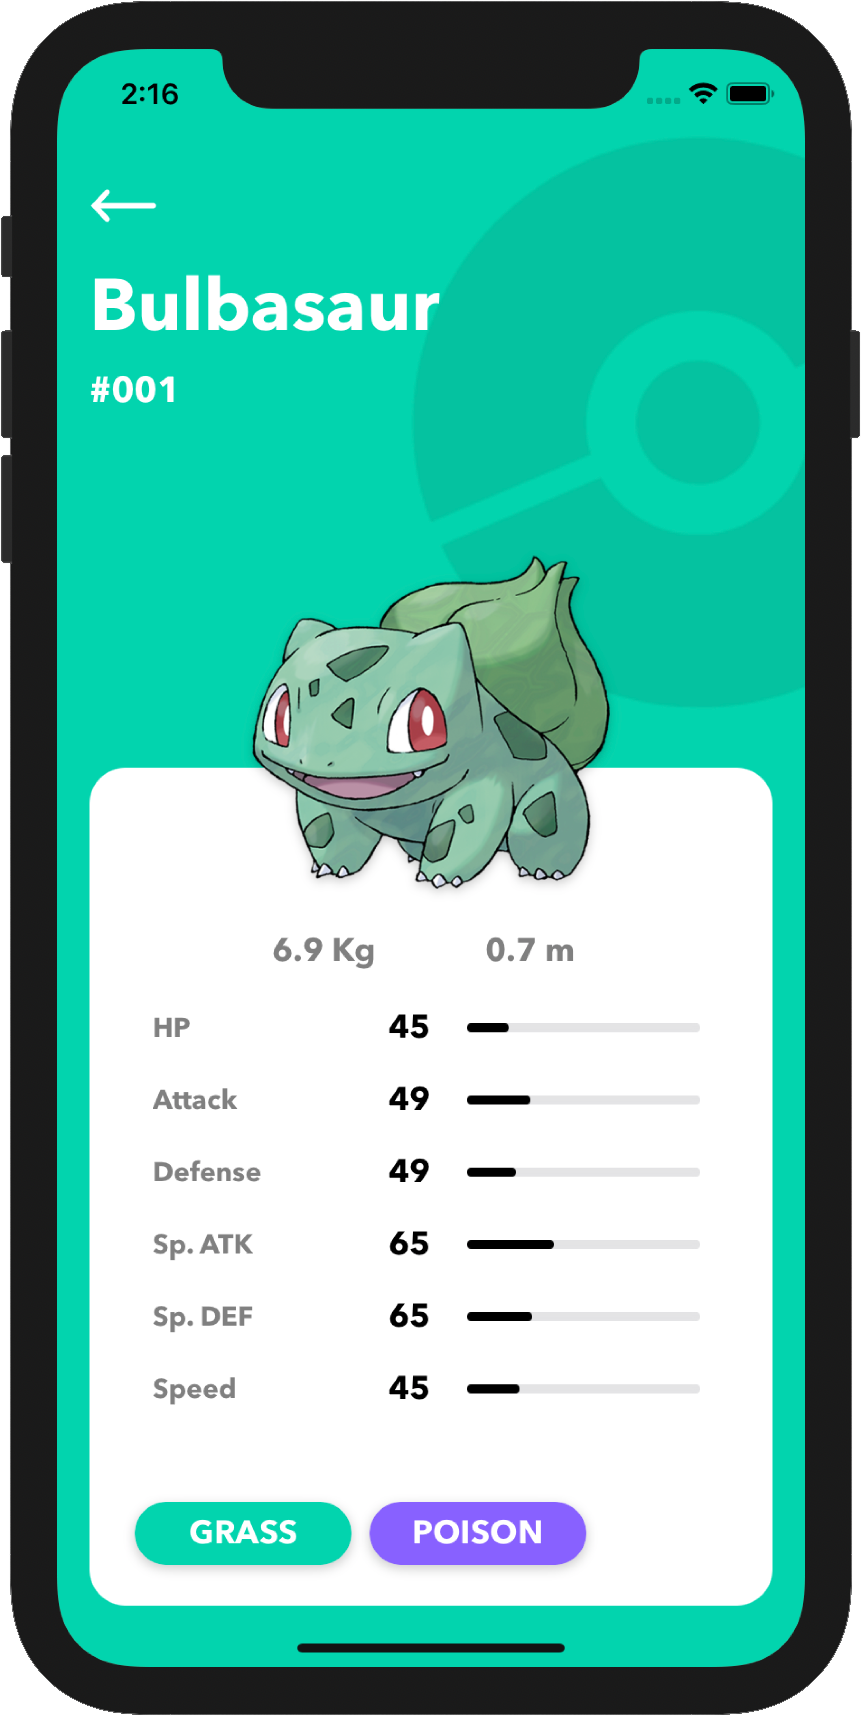 2:16
Bulbasaur
#001
6.9 Kg 0.7 m
HP 45
Attack 49
Defense 49
Sp. ATK 65
Sp. DEF 65
Speed 45
GRASS POISON